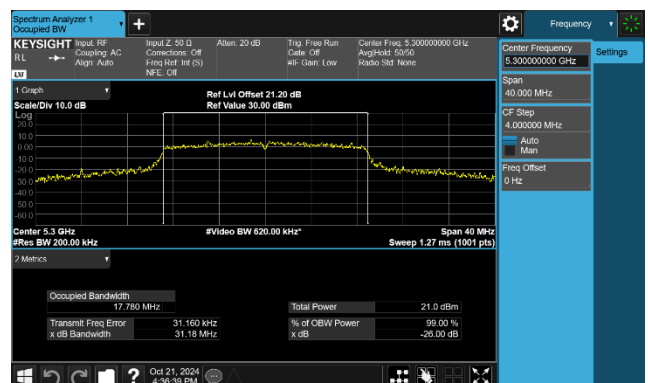 Spectrum Analyzer 1
Occupied BW
+
Frequency
KEYSIGHT
RL
LXI
Input: RF
Coupling: AC
Align: Auto
Input Z: 50 Ω
Corrections: Off
Freq Ref: Int (S)
NFE: Off
Atten: 20 dB
Trig: Free Run
Gate: Off
#IF Gain: Low
Center Freq: 5.300000000 GHz
Avg|Hold: 50/50
Radio Std: None
Center Frequency
5.300000000 GHz
Settings
Span
40.000 MHz
CF Step
4.000000 MHz
Auto
Man
Freq Offset
0 Hz
1 Graph
Scale/Div 10.0 dB
Ref Lvl Offset 21.20 dB
Ref Value 30.00 dBm
Log
20.0
10.0
0.00
-10.0
-20.0
-30.0
-40.0
-50.0
-60.0
Center 5.3 GHz
#Res BW 200.00 kHz
#Video BW 620.00 kHz*
Span 40 MHz
Sweep 1.27 ms (1001 pts)
2 Metrics
Occupied Bandwidth
17.780 MHz
Total Power
21.0 dBm
Transmit Freq Error
31.160 kHz
% of OBW Power
99.00 %
x dB Bandwidth
31.18 MHz
x dB
-26.00 dB
?
Oct 21, 2024
4:36:39 PM